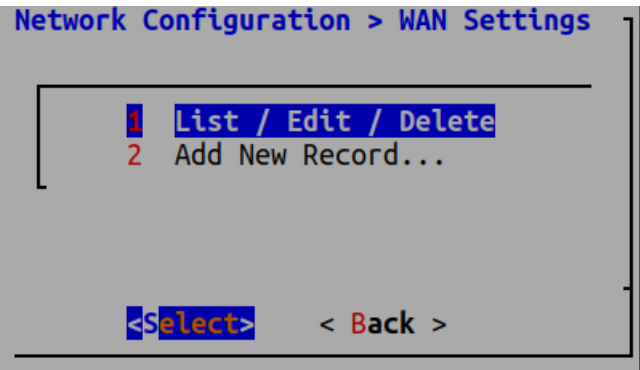 Network Configuration > WAN Settings
1 List / Edit / Delete
2 Add New Record...
<Select> < Back >